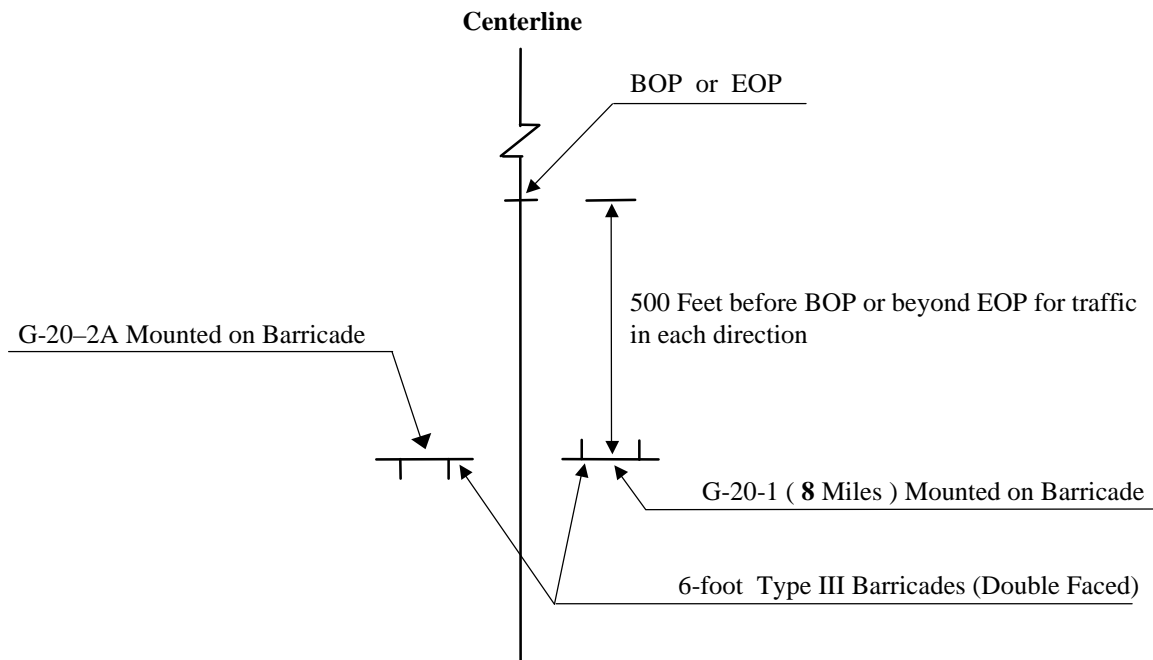 Centerline
BOP or EOP
500 Feet before BOP or beyond EOP for traffic
in each direction
G-20–2A Mounted on Barricade
G-20-1 ( 8 Miles ) Mounted on Barricade
6-foot Type III Barricades (Double Faced)